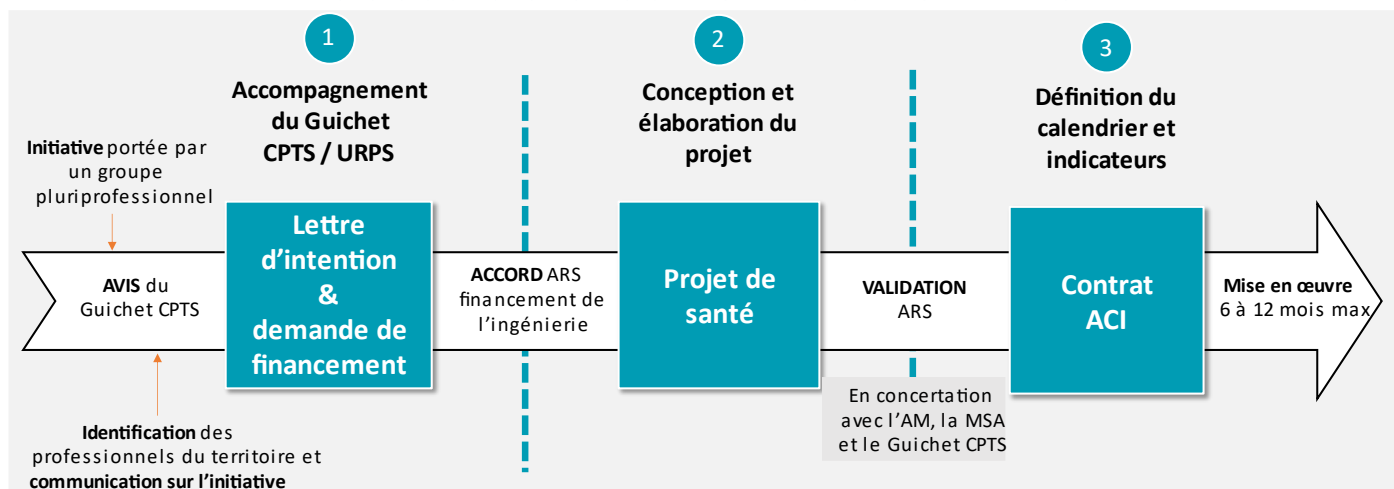 1
Accompagnement
du Guichet
CPTS / URPS
2
Conception et
élaboration du
projet
3
Définition du
calendrier et
indicateurs
Initiative portée par
un groupe
pluriprofessionnel
AVIS du
Guichet CPTS
Identification des
professionnels du territoire et
communication sur l'initiative
Lettre
d'intention
&
demande de
financement
ACCORD ARS
financement de
l'ingénierie
Projet de
santé
VALIDATION
ARS
En concertation
avec l'AM, la MSA
et le Guichet CPTS
Contrat
ACI
Mise en œuvre
6 à 12 mois max